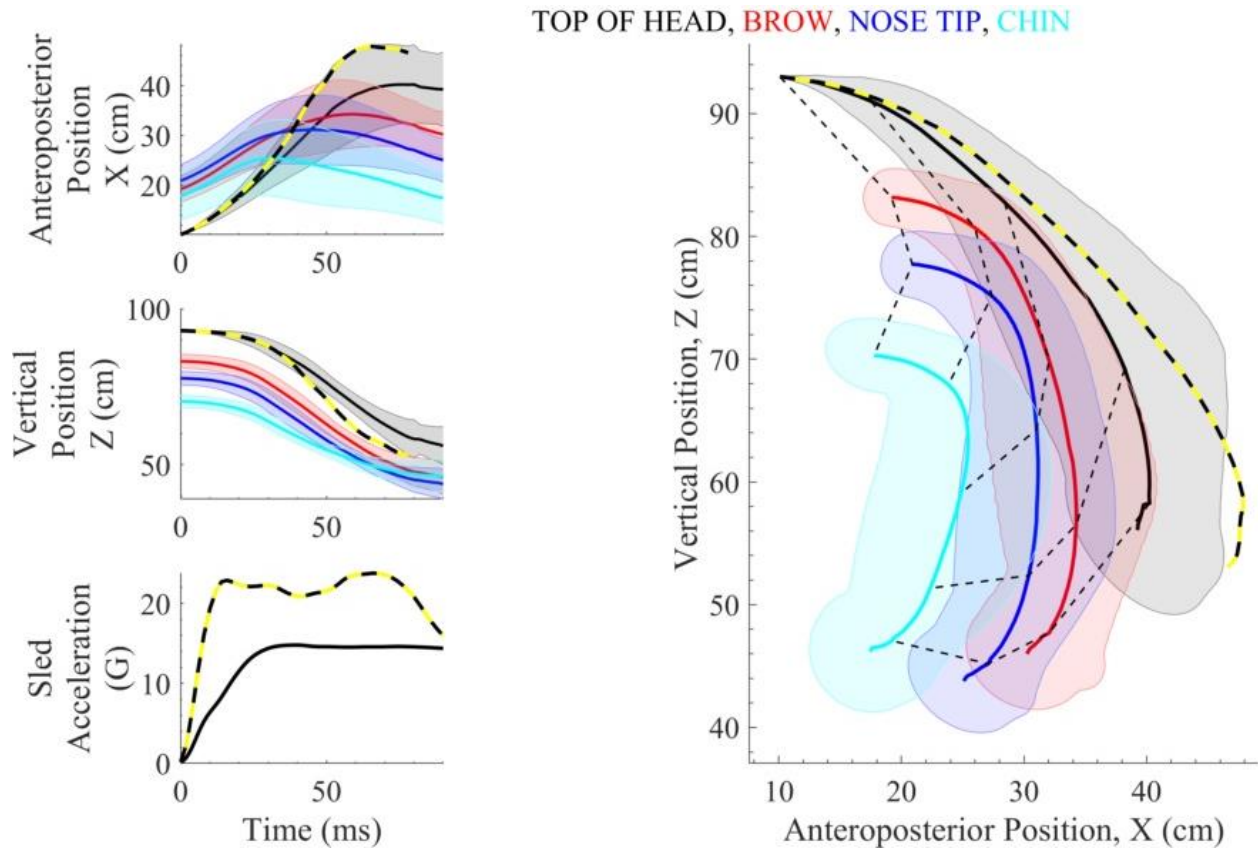 TOP OF HEAD, BROW, NOSE TIP, CHIN
Anteroposterior
Position
X (cm)
40
30
20
0
50
Vertical
Position
Z (cm)
100
50
0
50
Sled
Acceleration
(G)
20
10
0
0
50
Time (ms)
Vertical Position, Z (cm)
90
80
70
60
50
40
10
20
30
40
Anteroposterior Position, X (cm)